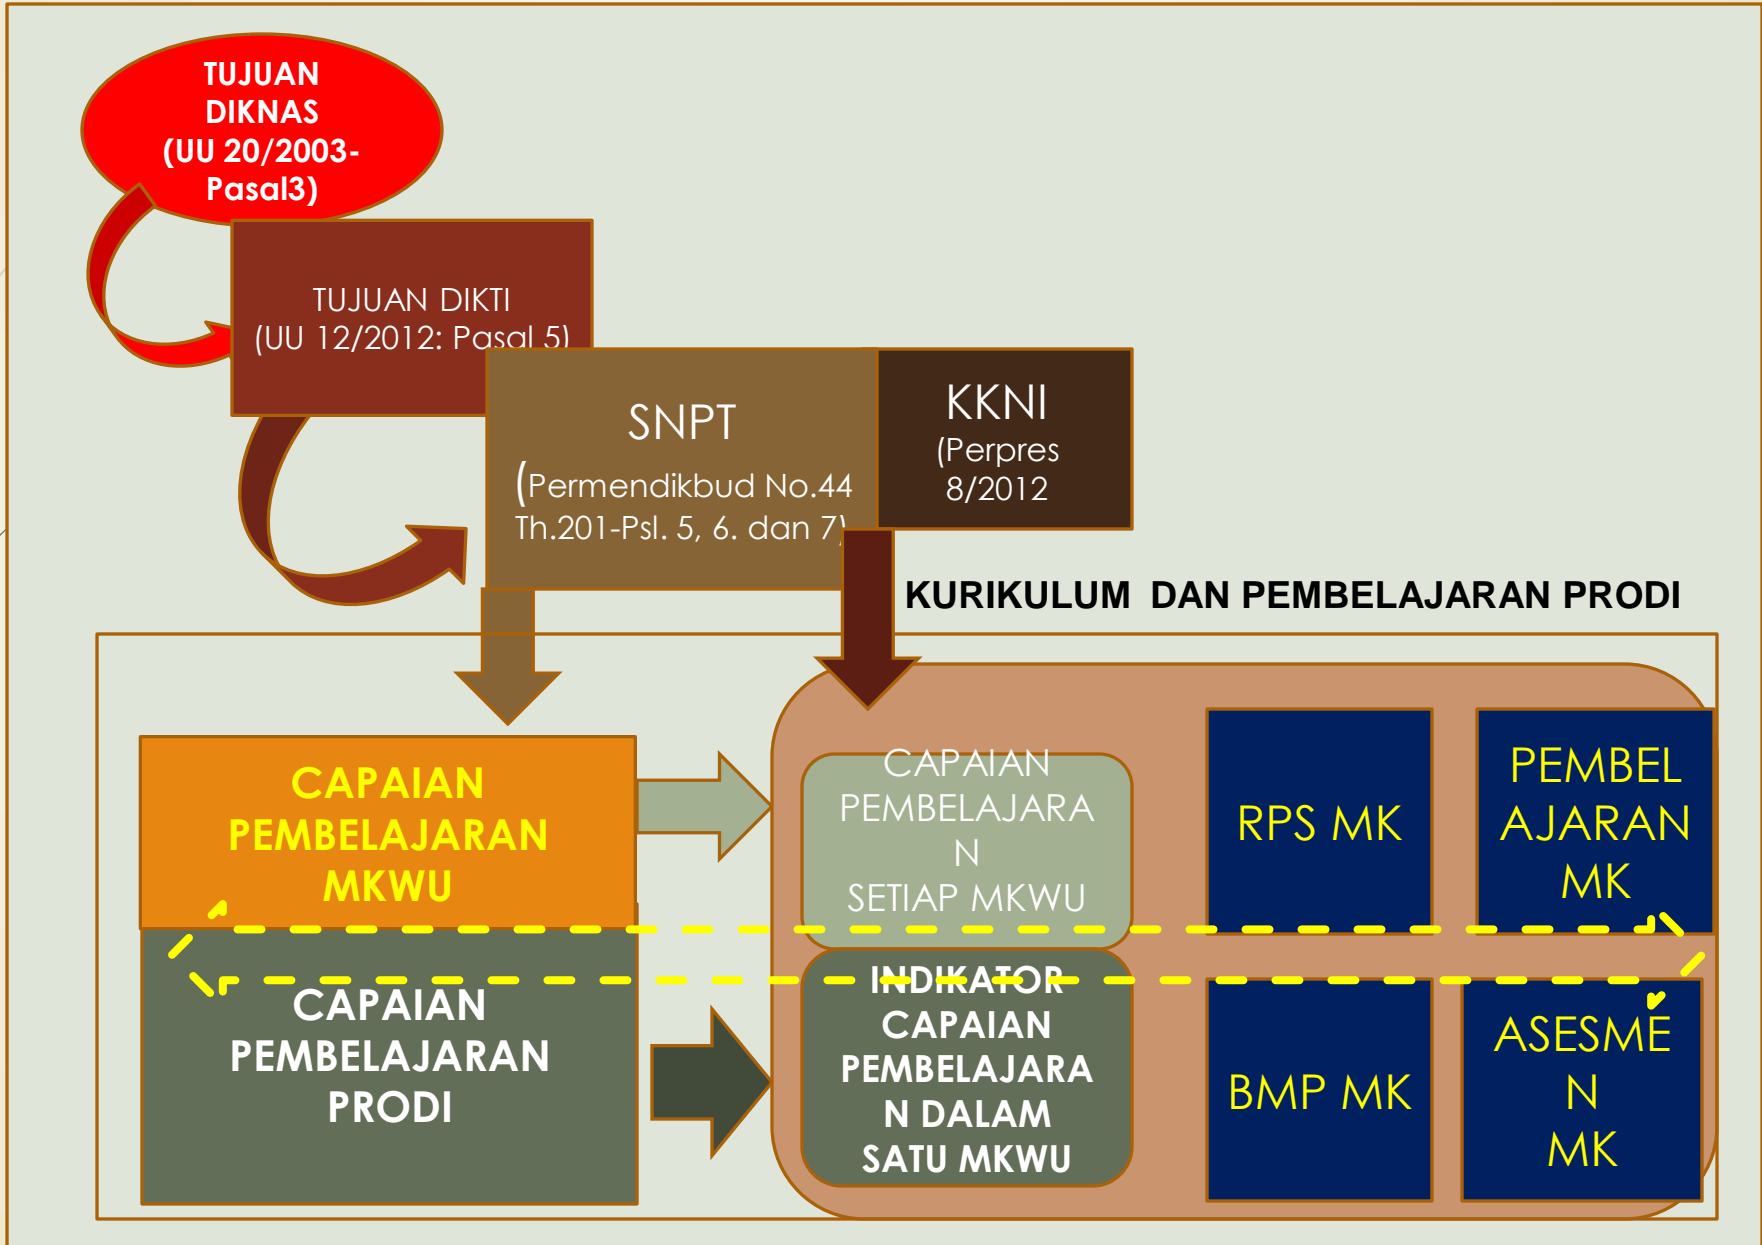 TUJUAN
DIKNAS
(UU 20/2003-
Pasal3)
TUJUAN DIKTI
(UU 12/2012: Pasal 5)
SNPT
(Permendikbud No.44
Th.201-Psl. 5, 6. dan 7)
KKNI
(Perpres
8/2012
KURIKULUM DAN PEMBELAJARAN PRODI
CAPAIAN
PEMBELAJARAN
MKWU
CAPAIAN
PEMBELAJARAN
PRODI
CAPAIAN
PEMBELAJARA
N
SETIAP MKWU
INDIKATOR
CAPAIAN
PEMBELAJARA
N DALAM
SATU MKWU
RPS MK
PEMBEL
AJARAN
MK
BMP MK
ASESME
N
MK